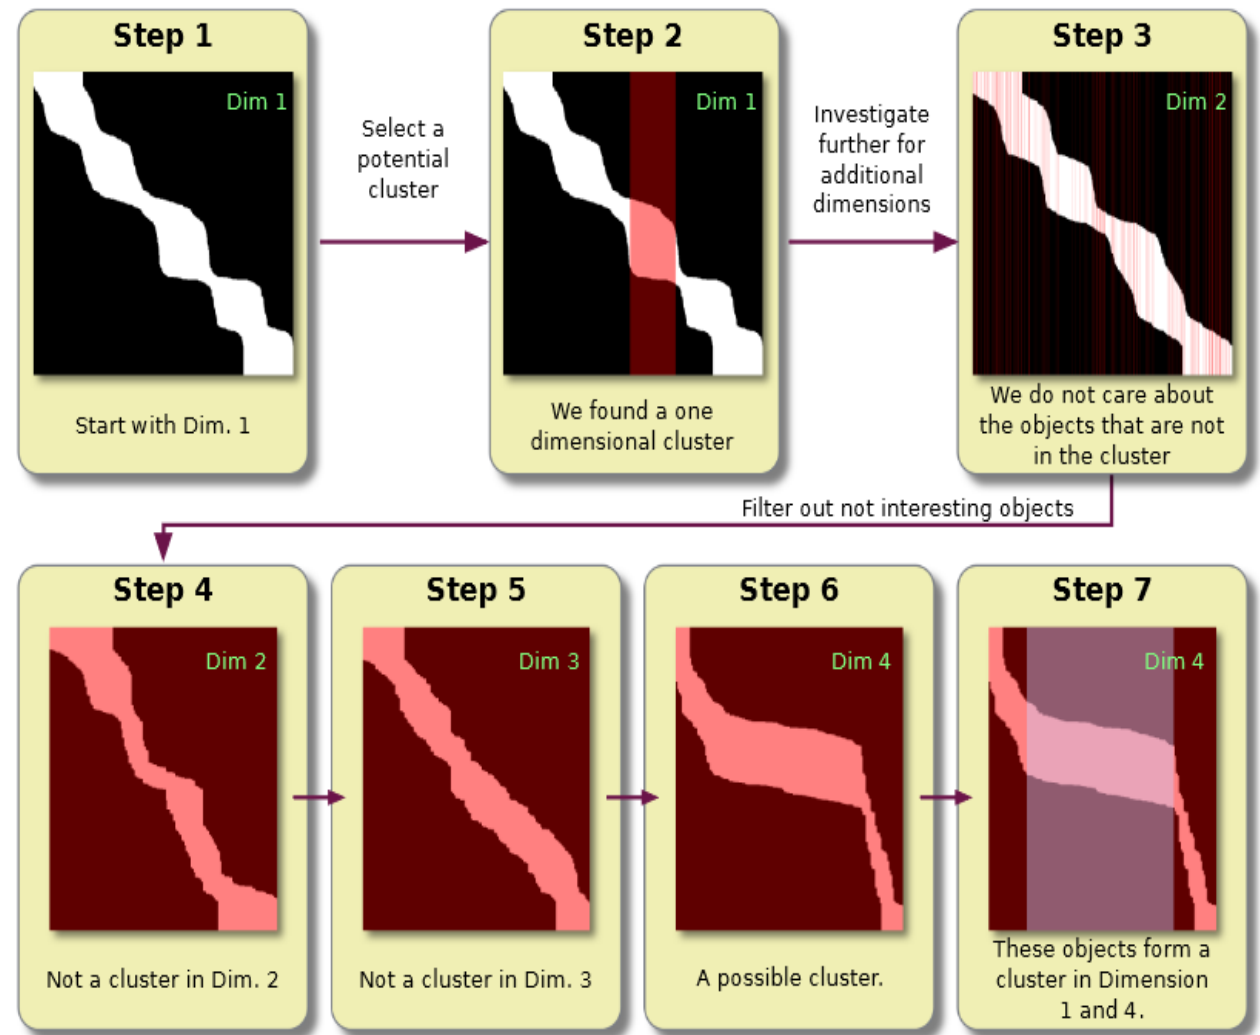 Step 1
Dim 1
Start with Dim. 1
Select a
potential
cluster
Step 2
Dim 1
We found a one
dimensional cluster
Investigate
further for
additional
dimensions
Step 3
Dim 2
We do not care about
the objects that are not
in the cluster
Filter out not interesting objects
Step 4
Dim 2
Not a cluster in Dim. 2
Step 5
Dim 3
Not a cluster in Dim. 3
Step 6
Dim 4
A possible cluster.
Step 7
Dim 4
These objects form a
cluster in Dimension
1 and 4.